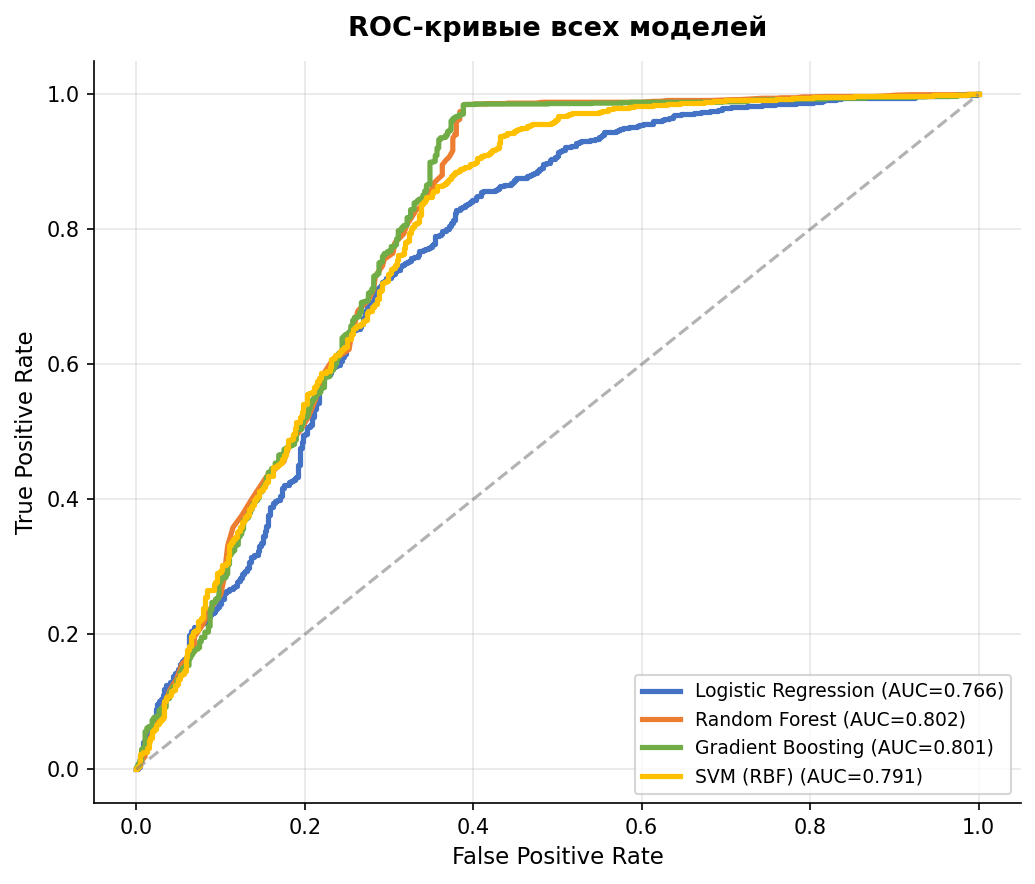 ROC-кривые всех моделей
True Positive Rate
1.0
0.8
0.6
0.4
0.2
0.0
Logistic Regression (AUC=0.766)
Random Forest (AUC=0.802)
Gradient Boosting (AUC=0.801)
SVM (RBF) (AUC=0.791)
0.0 0.2 0.4 0.6 0.8 1.0
False Positive Rate